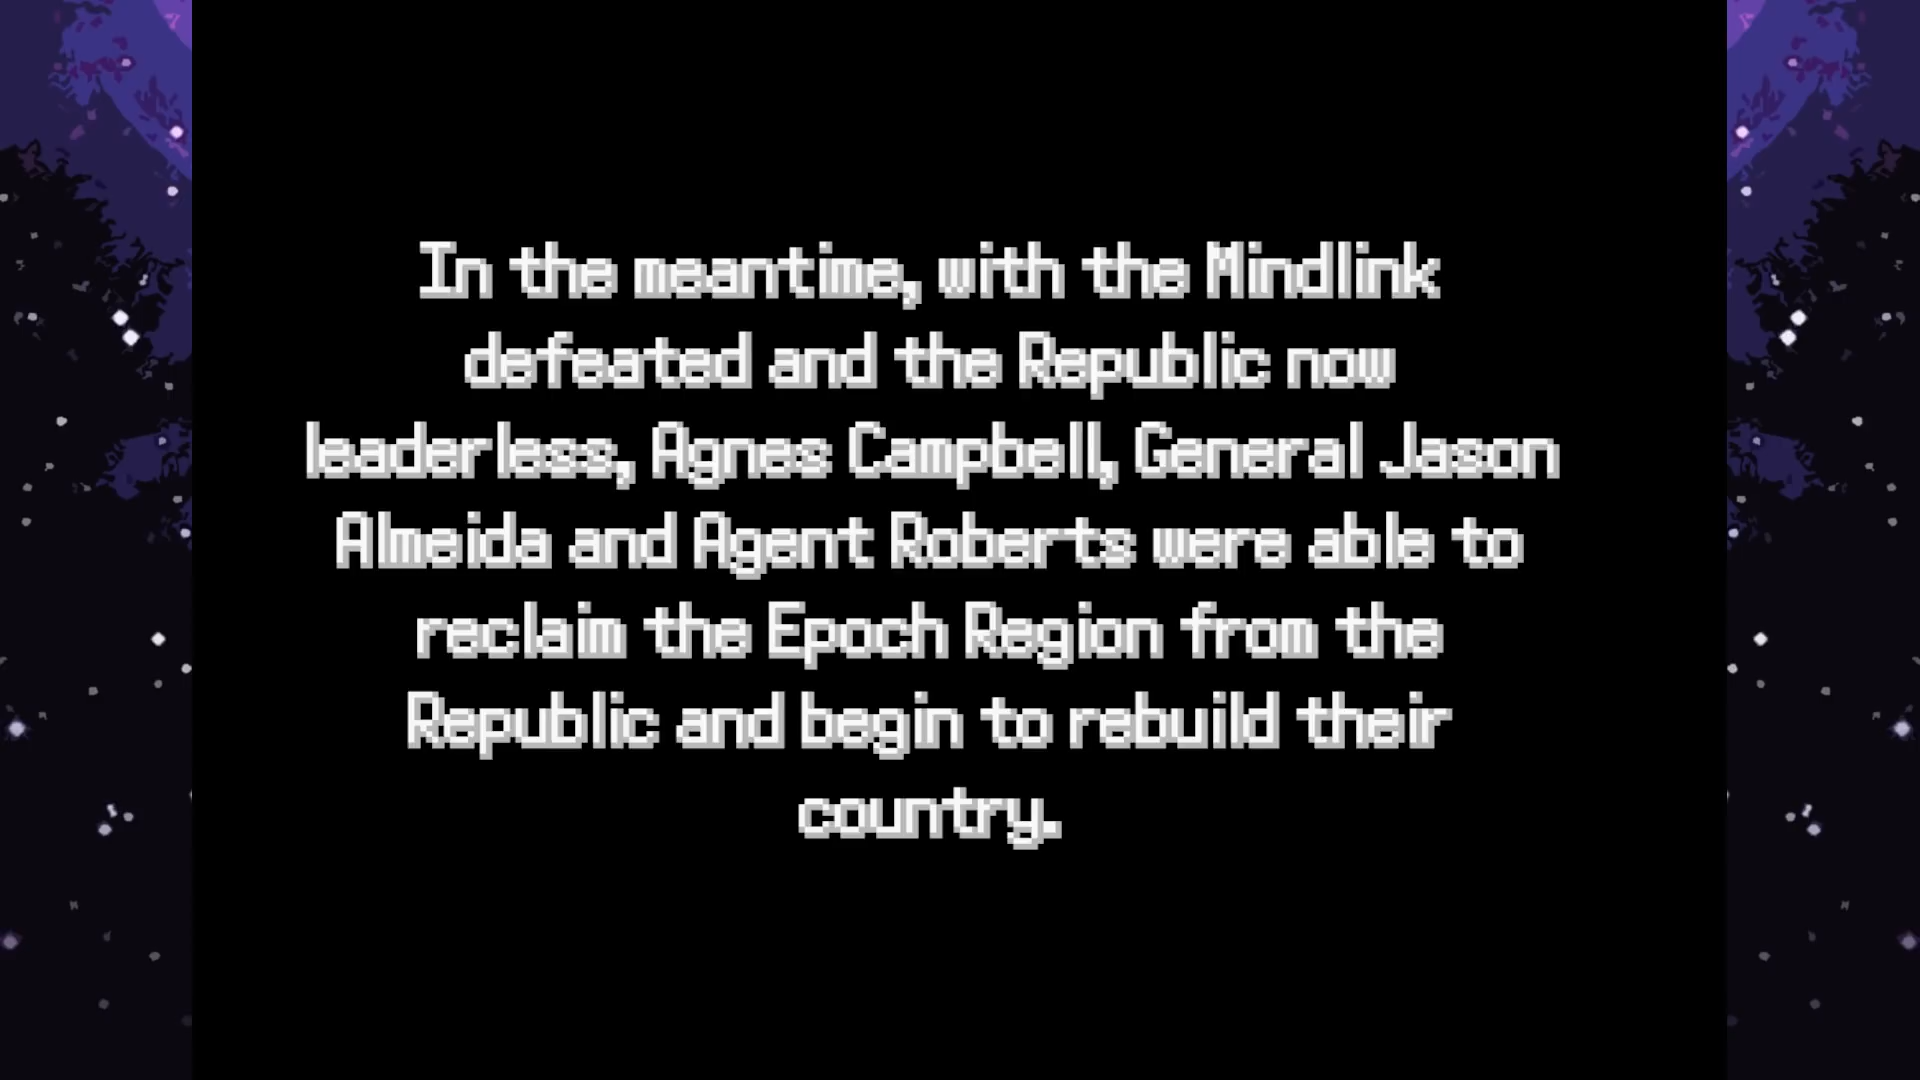 In the meantime, with the Mindlink
defeated and the Republic now
leaderless, Agnes Campbell, General Jason
Almeida and Agent Roberts were able to
reclaim the Epoch Region from the
Republic and begin to rebuild their
country.